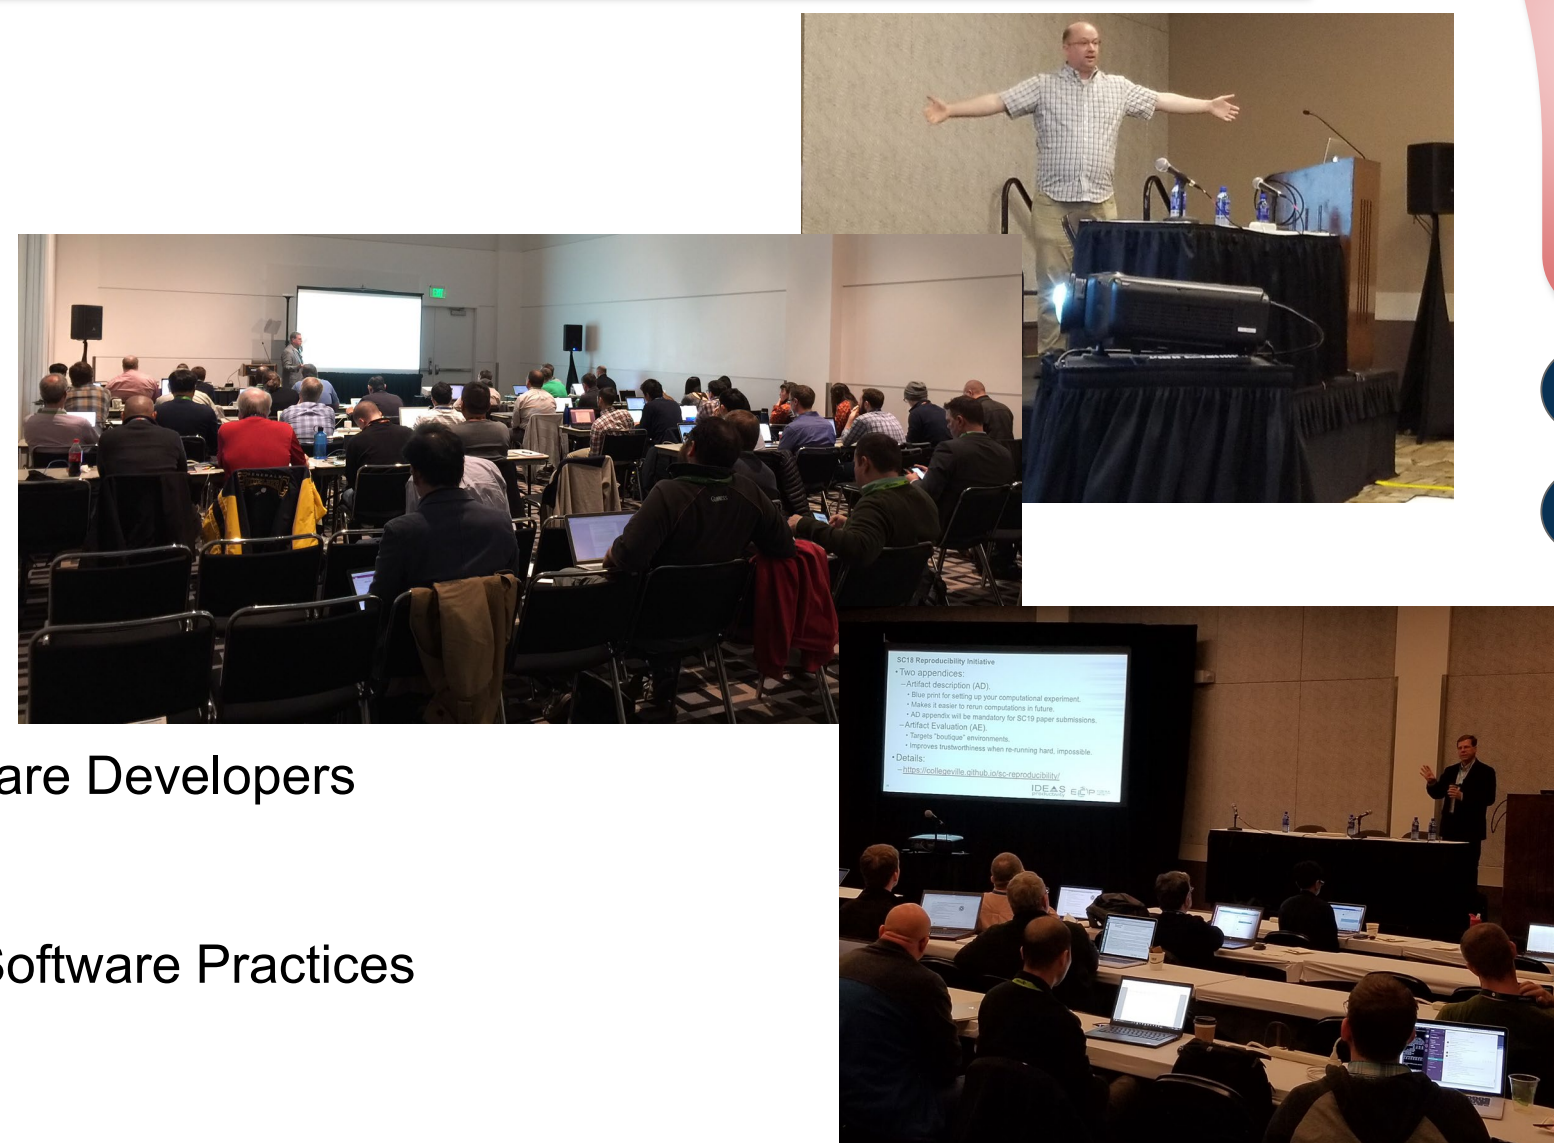 SC18 Reproducibility Initiative
• Two appendices:
– Artifact description (AD).
• Blue print for setting up your computational experiment.
• Makes it easier to rerun computations in future.
• AD appendix will be mandatory for SC19 paper submissions.
– Artifact Evaluation (AE).
• Targets "boutique" environments.
• Improves trustworthiness when re-running hard, impossible.
• Details:
– https://collegeville.github.io/sc-reproducibility/
IDEAS
productivity
ECP
are Developers
Software Practices